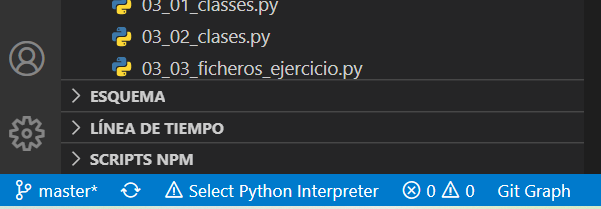 03_01_classes.py
03_02_clases.py
03_03_ficheros_ejercicio.py
ESQUEMA
LÍNEA DE TIEMPO
SCRIPTS NPM
master* Select Python Interpreter 0 0 Git Graph